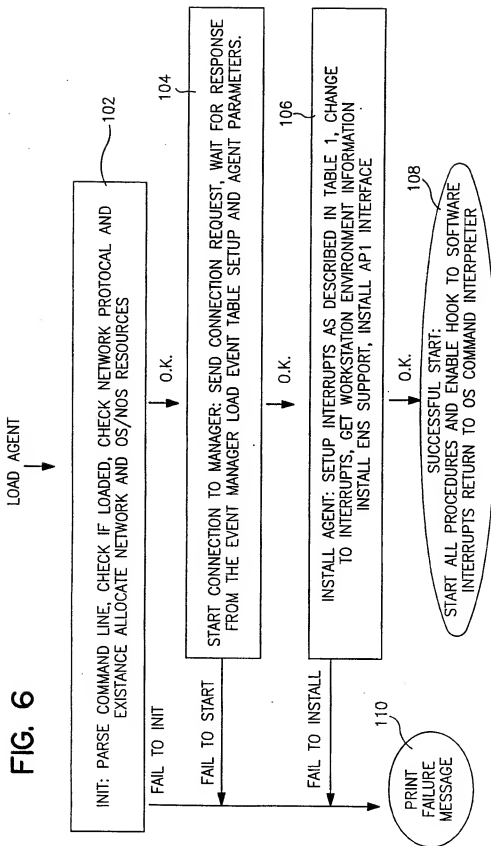 FIG. 6
LOAD AGENT
102
INIT: PARSE COMMAND LINE, CHECK IF LOADED, CHECK NETWORK PROTOCAL AND
EXISTANCE ALLOCATE NETWORK AND OS/NOS RESOURCES
FAIL TO INIT
O.K.
104
START CONNECTION TO MANAGER: SEND CONNECTION REQUEST, WAIT FOR RESPONSE
FROM THE EVENT MANAGER LOAD EVENT TABLE SETUP AND AGENT PARAMETERS.
FAIL TO START
O.K.
106
INSTALL AGENT: SETUP INTERRUPTS AS DESCRIBED IN TABLE 1, CHANGE
TO INTERRUPTS, GET WORKSTATION ENVIRONMENT INFORMATION
INSTALL ENS SUPPORT, INSTALL AP1 INTERFACE
FAIL TO INSTALL
O.K.
110
PRINT
FAILURE
MESSAGE
108
SUCCESSFUL START:
START ALL PROCEDURES AND ENABLE HOOK TO SOFTWARE
INTERRUPTS RETURN TO OS COMMAND INTERPRETER